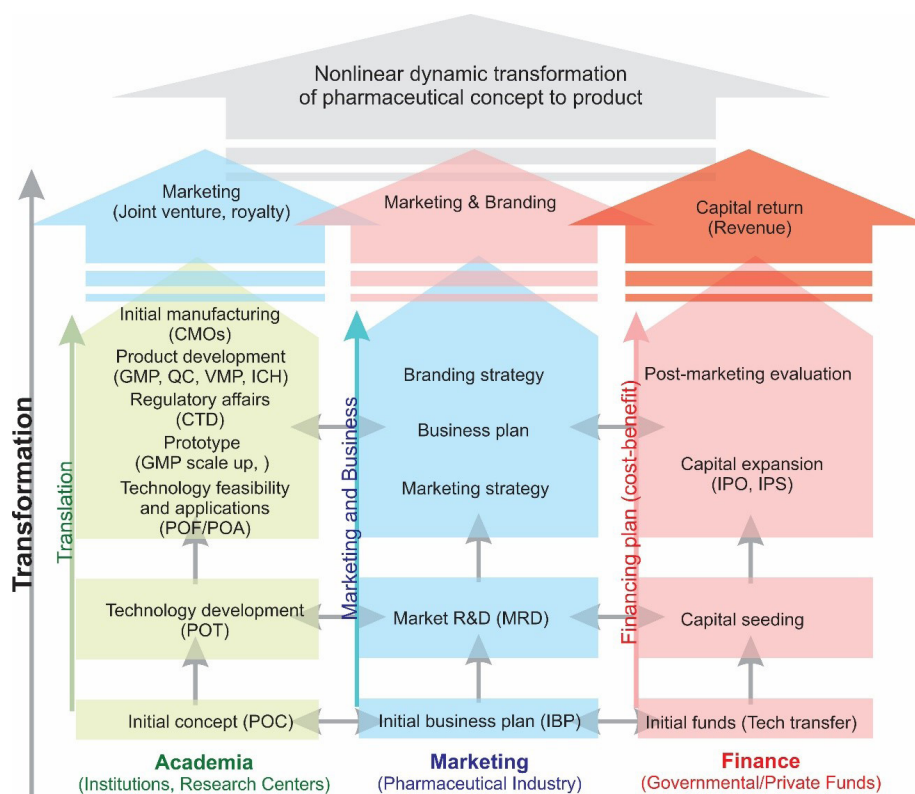 Nonlinear dynamic transformation
of pharmaceutical concept to product
Marketing
(Joint venture, royalty)
Marketing & Branding
Capital return
(Revenue)
Transformation
Translation
Initial manufacturing
(CMOs)
Product development
(GMP, QC, VMP, ICH)
Regulatory affairs
(CTD)
Prototype
(GMP scale up, )
Technology feasibility
and applications
(POF/POA)
Technology development
(POT)
Initial concept (POC)
Academia
(Institutions, Research Centers)
Marketing and Business
Branding strategy
Business plan
Marketing strategy
Market R&D (MRD)
Initial business plan (IBP)
Marketing
(Pharmaceutical Industry)
Financing plan (cost-benefit)
Post-marketing evaluation
Capital expansion
(IPO, IPS)
Capital seeding
Initial funds (Tech transfer)
Finance
(Governmental/Private Funds)